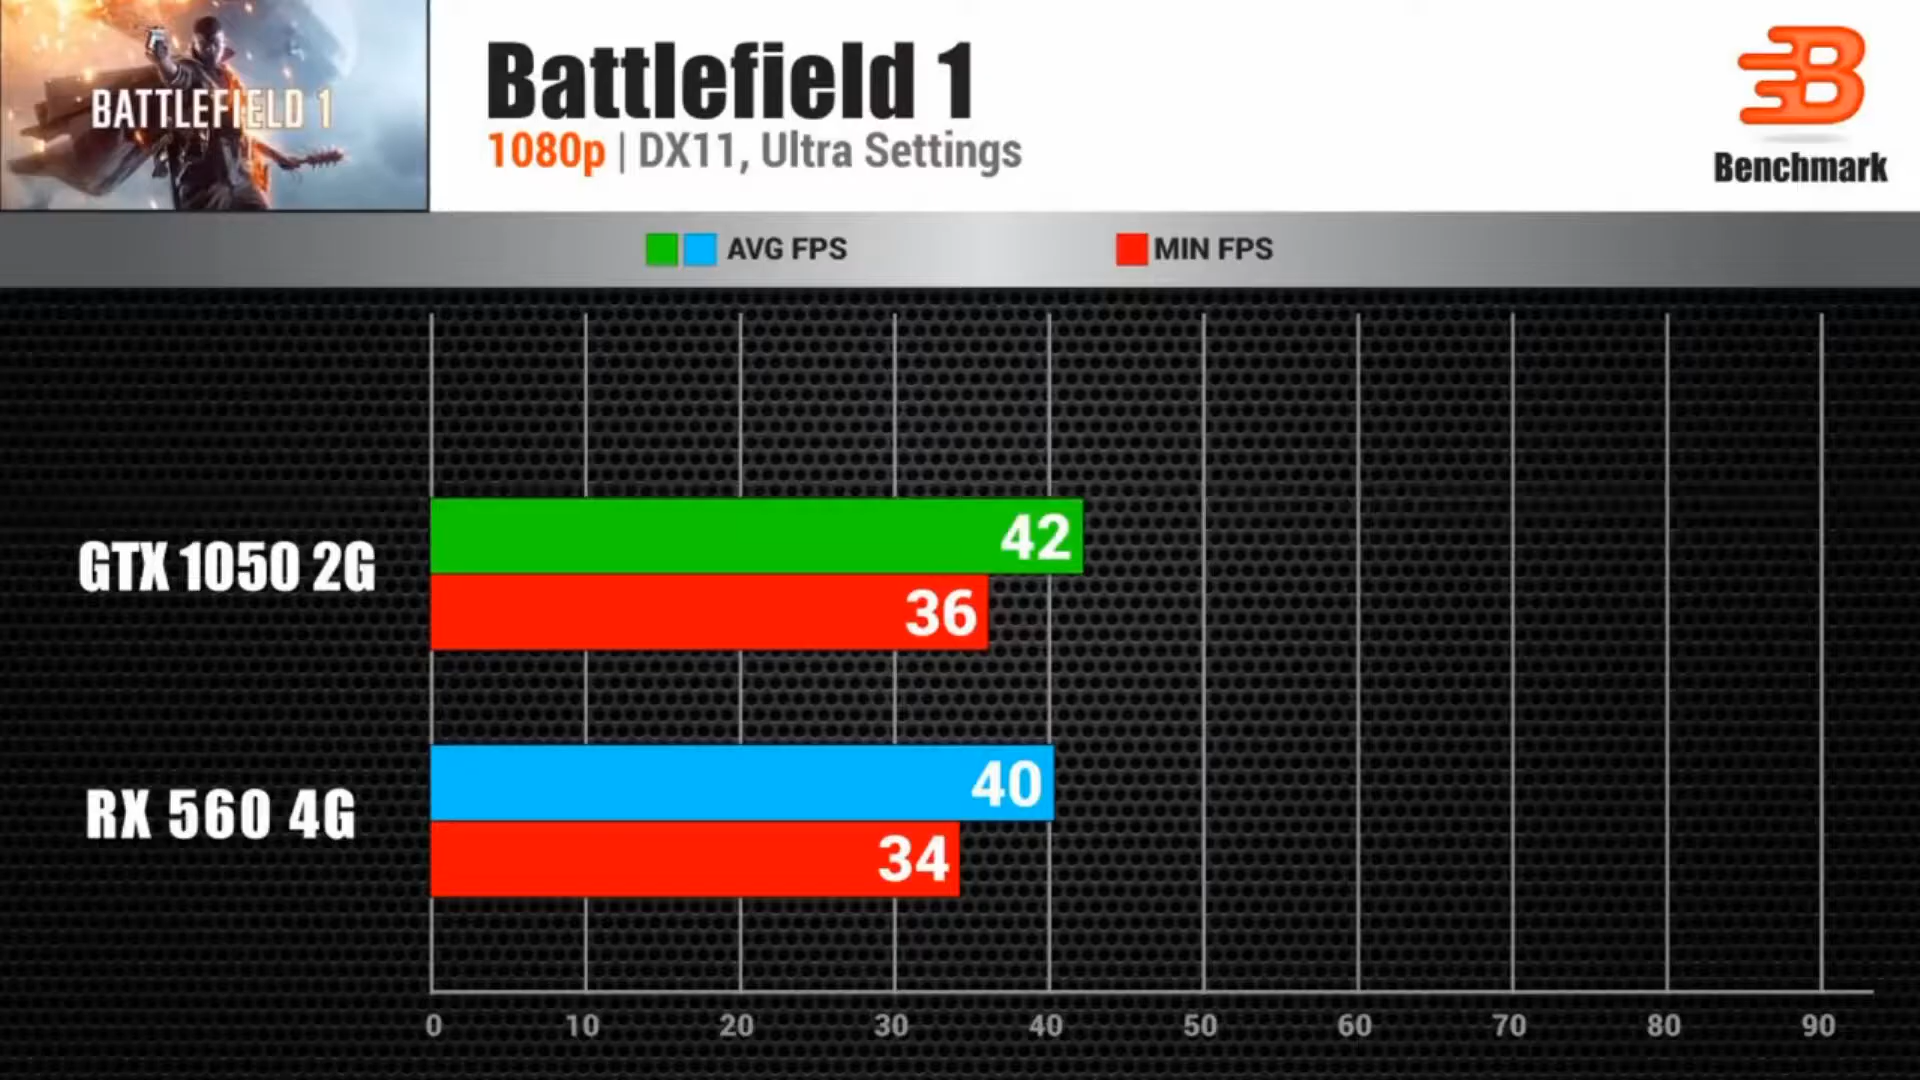 BATTLEFIELD 1
Battlefield 1
1080p | DX11, Ultra Settings
B
Benchmark
AVG FPS
MIN FPS
GTX 1050 2G
42
36
RX 560 4G
40
34
0 10 20 30 40 50 60 70 80 90